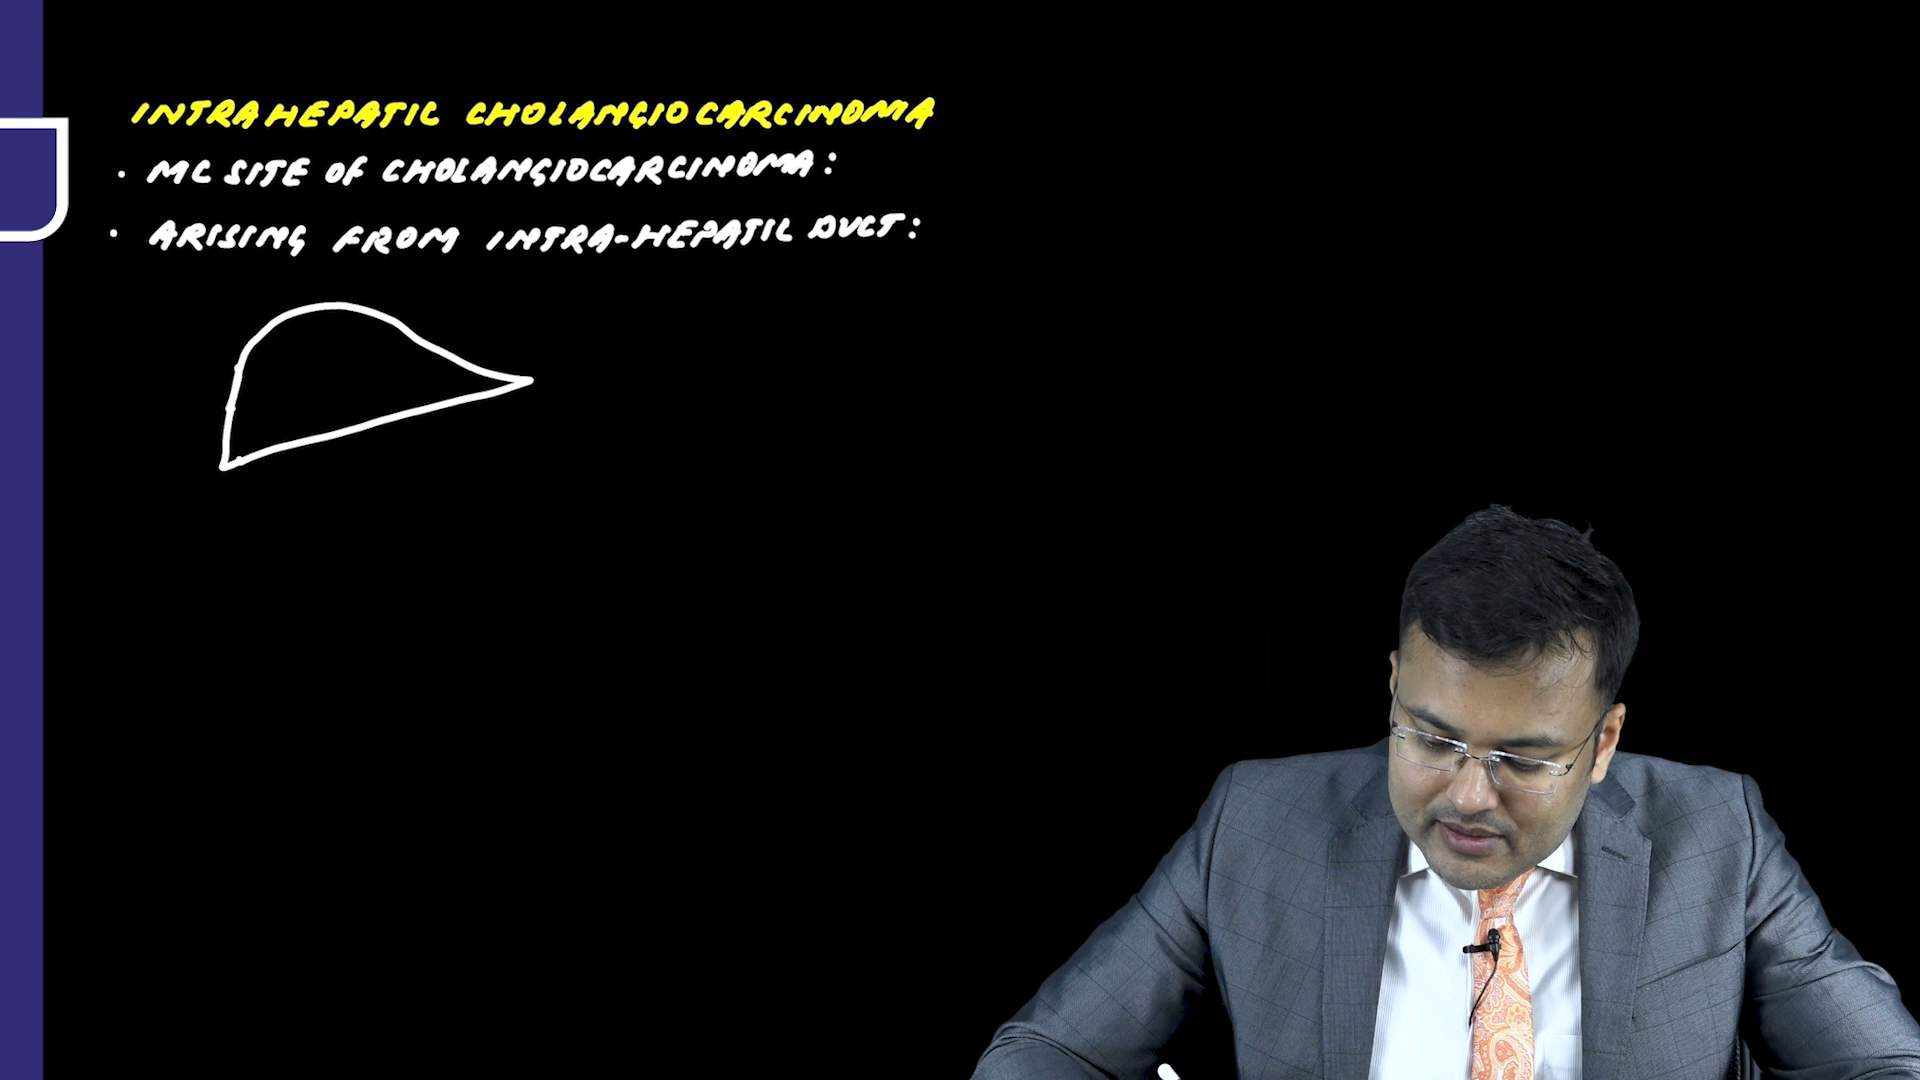 INTRAHEPATIC CHOLANGIOCARCINOMA
• MC SITE OF CHOLANGIOCARCINOMA:
• ARISING FROM INTRA-HEPATIC DUCT: